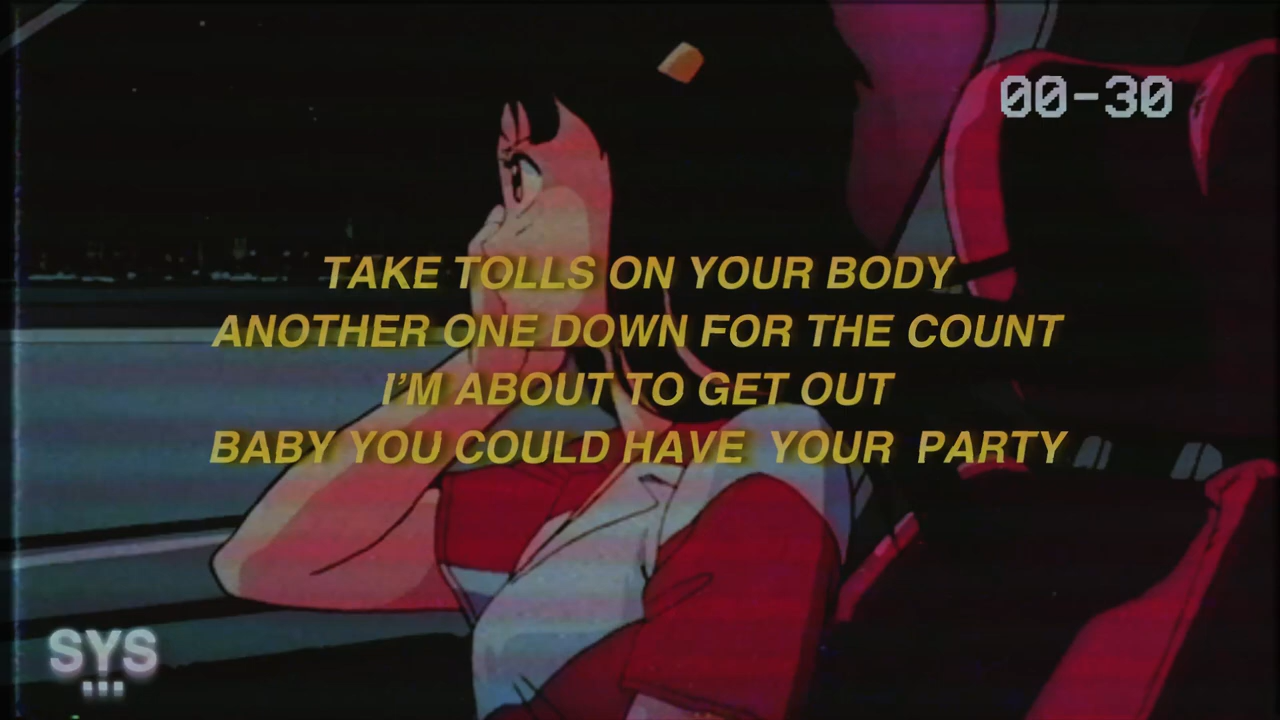 00-30
TAKE TOLLS ON YOUR BODY
ANOTHER ONE DOWN FOR THE COUNT
I'M ABOUT TO GET OUT
BABY YOU COULD HAVE YOUR PARTY
SYS